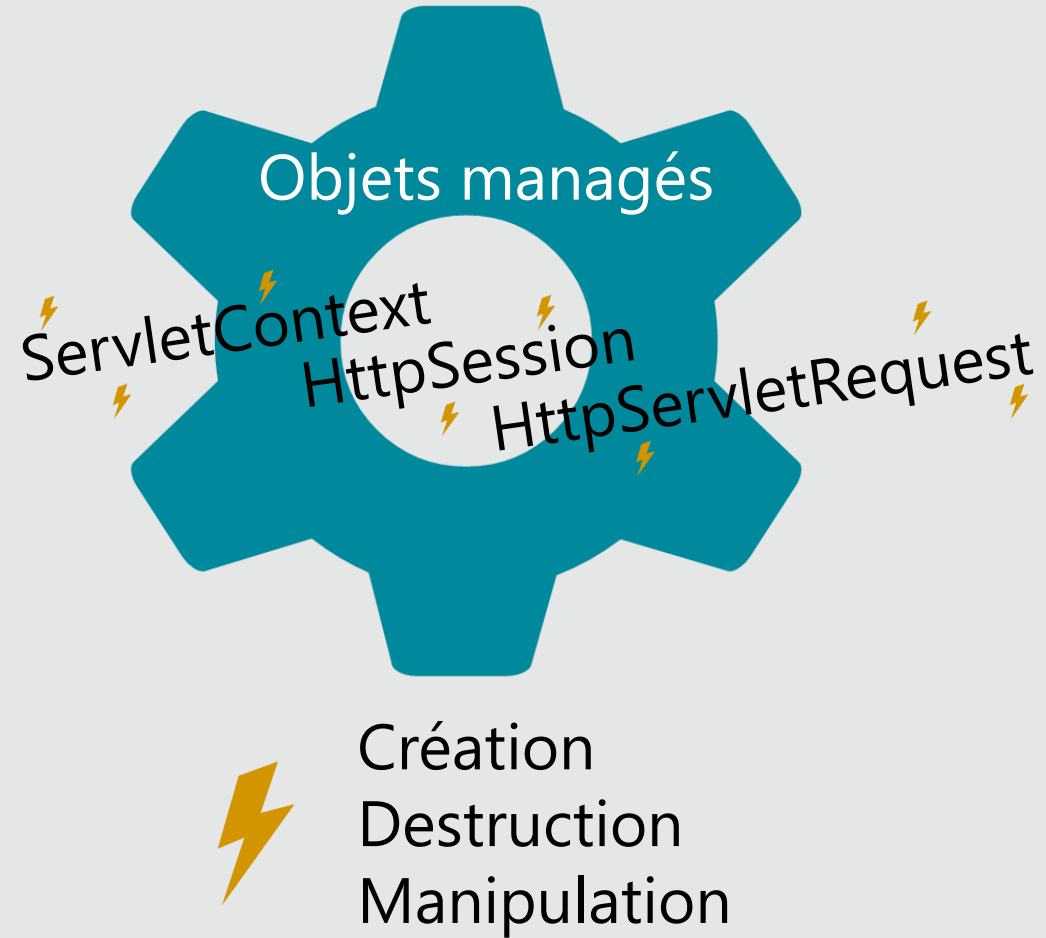 Objets managés
ServletContext
HttpSession
HttpServletRequest
Création
Destruction
Manipulation